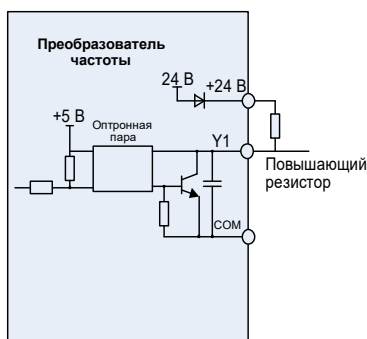 Преобразователь
частоты
24 В
+24 В
+5 В
Оптронная
пара
Y1
Повышающий
резистор
COM